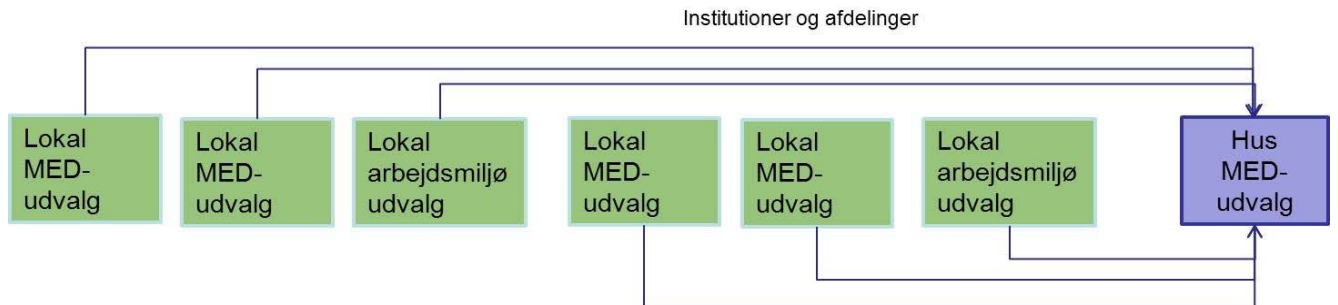 Institutioner og afdelinger
Lokal
MED-
udvalg
Lokal
MED-
udvalg
Lokal
arbejdsmiljø
udvalg
Lokal
MED-
udvalg
Lokal
MED-
udvalg
Lokal
arbejdsmiljø
udvalg
Hus
MED-
udvalg